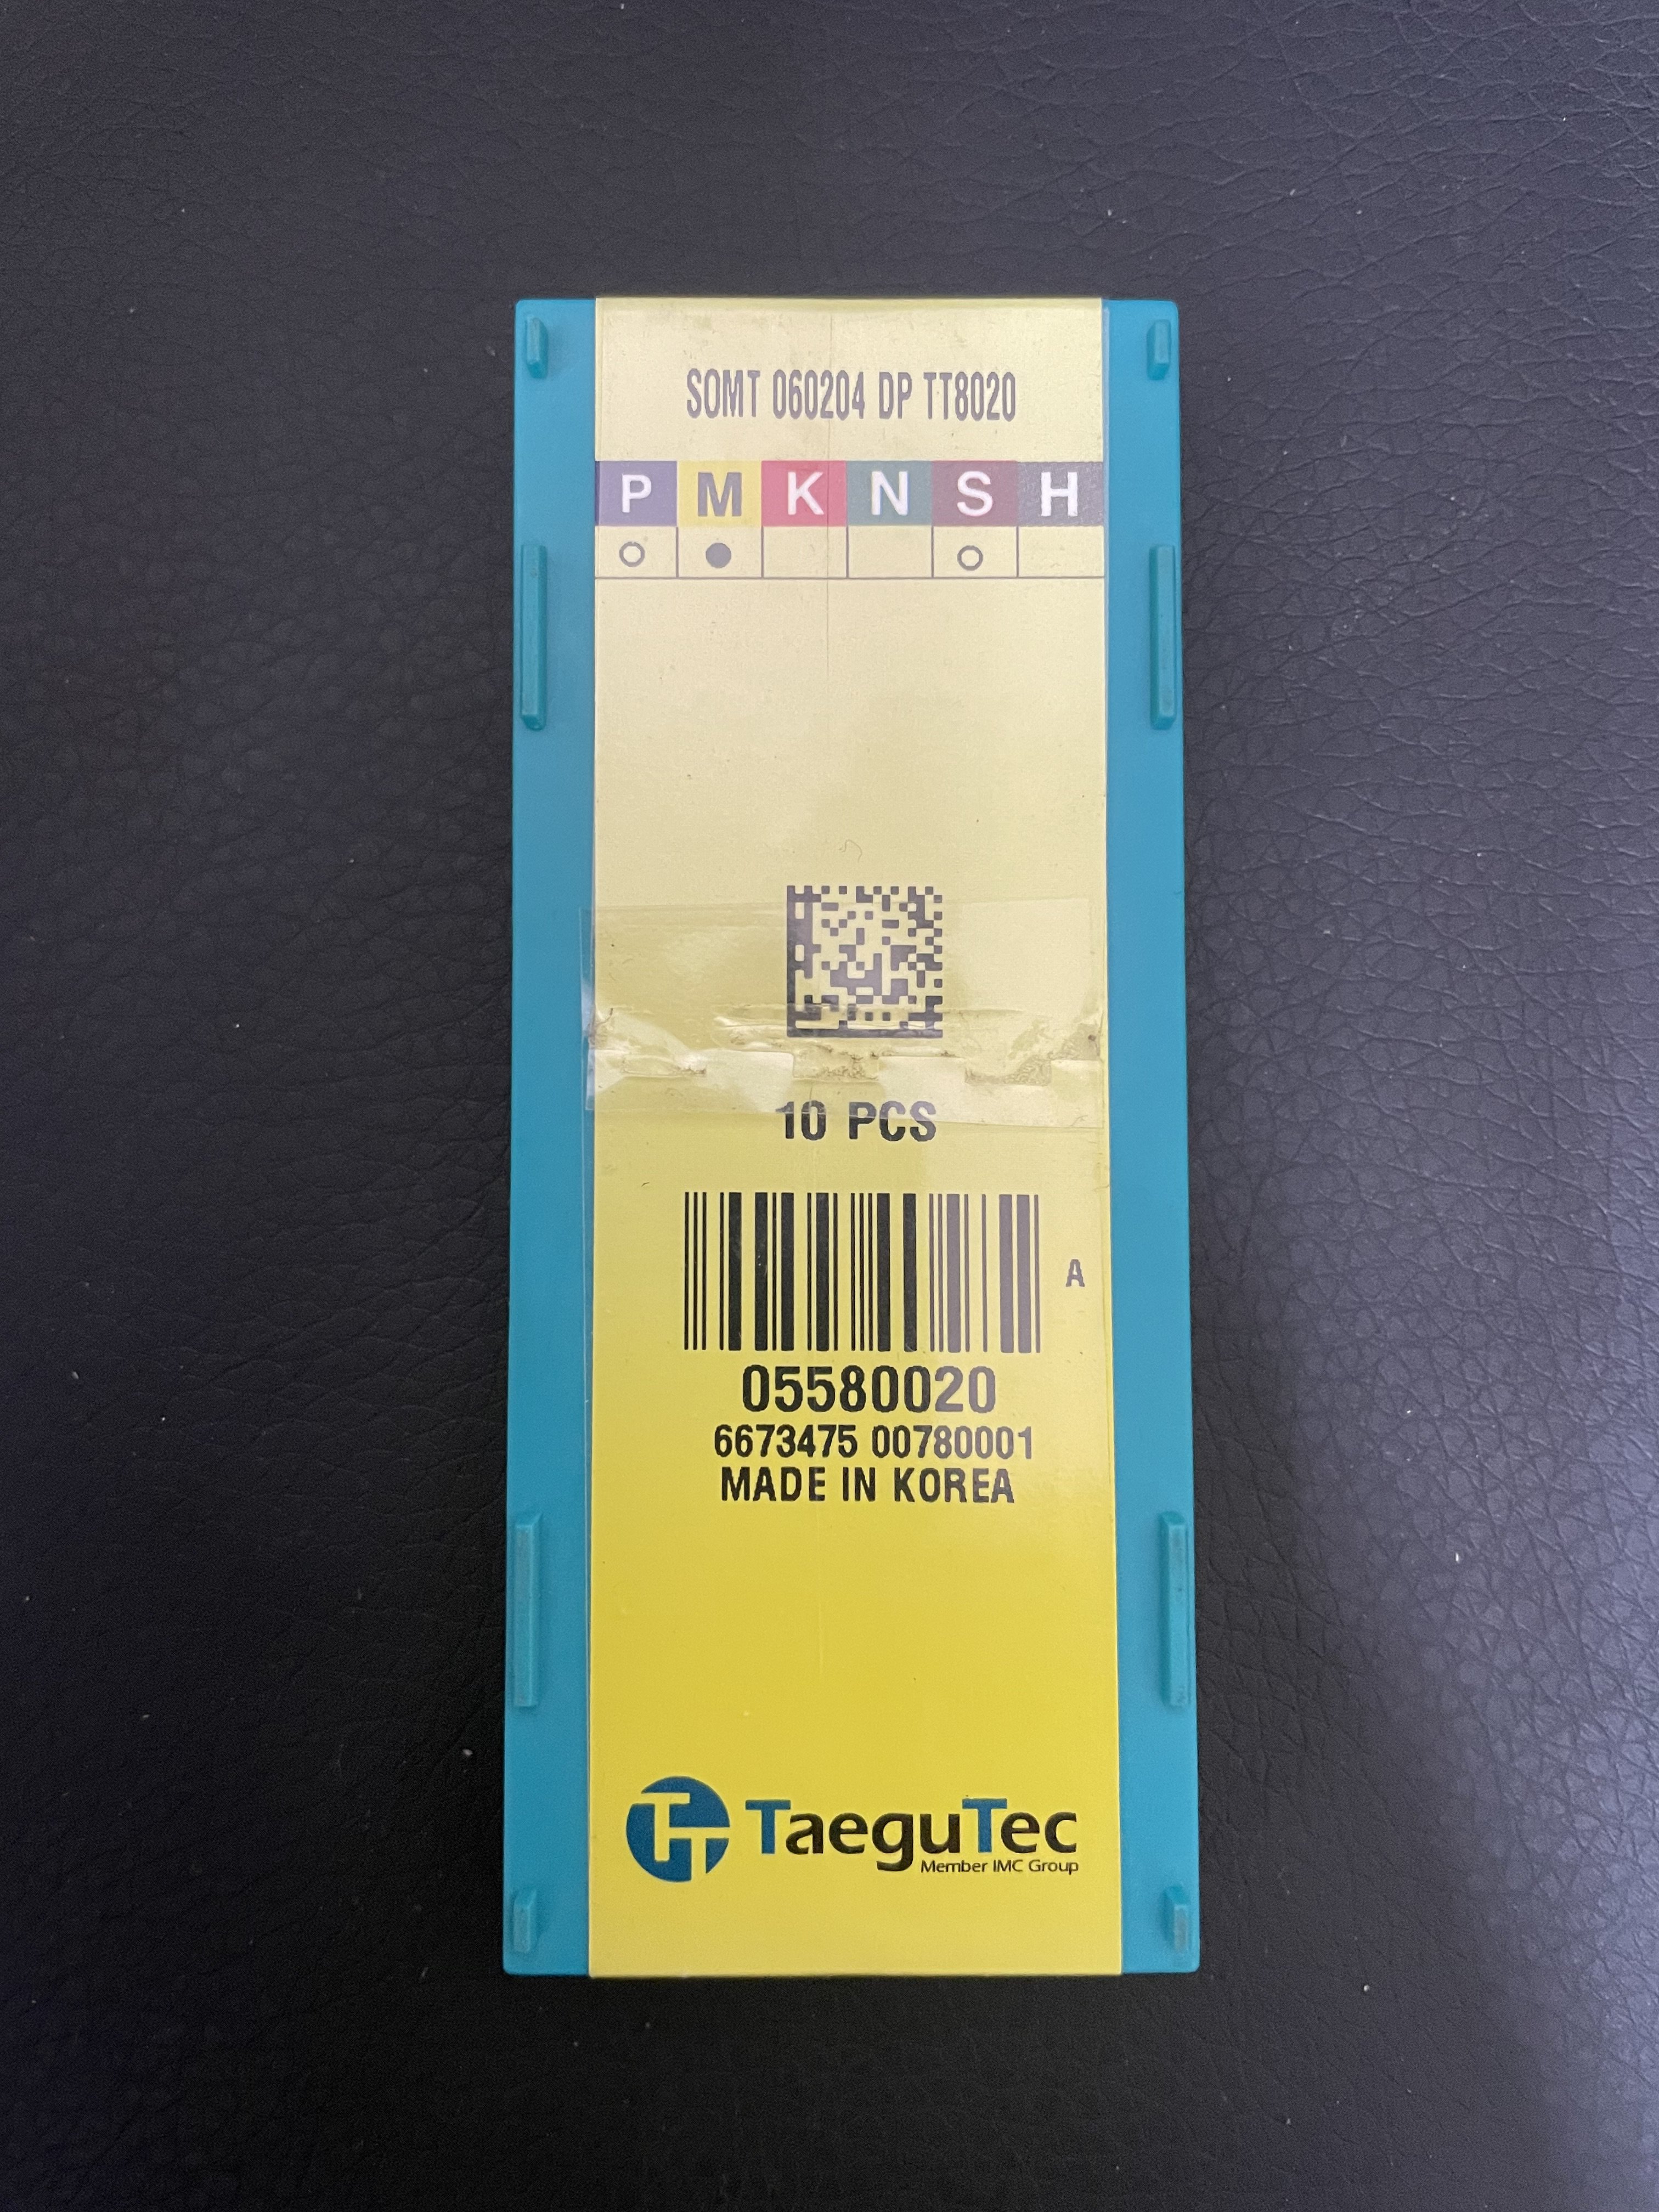 SOMT 060204 DP TT8020
P M K N S H
10 PCS
A
05580020
6673475 00780001
MADE IN KOREA
TaeguTec
Member IMC Group